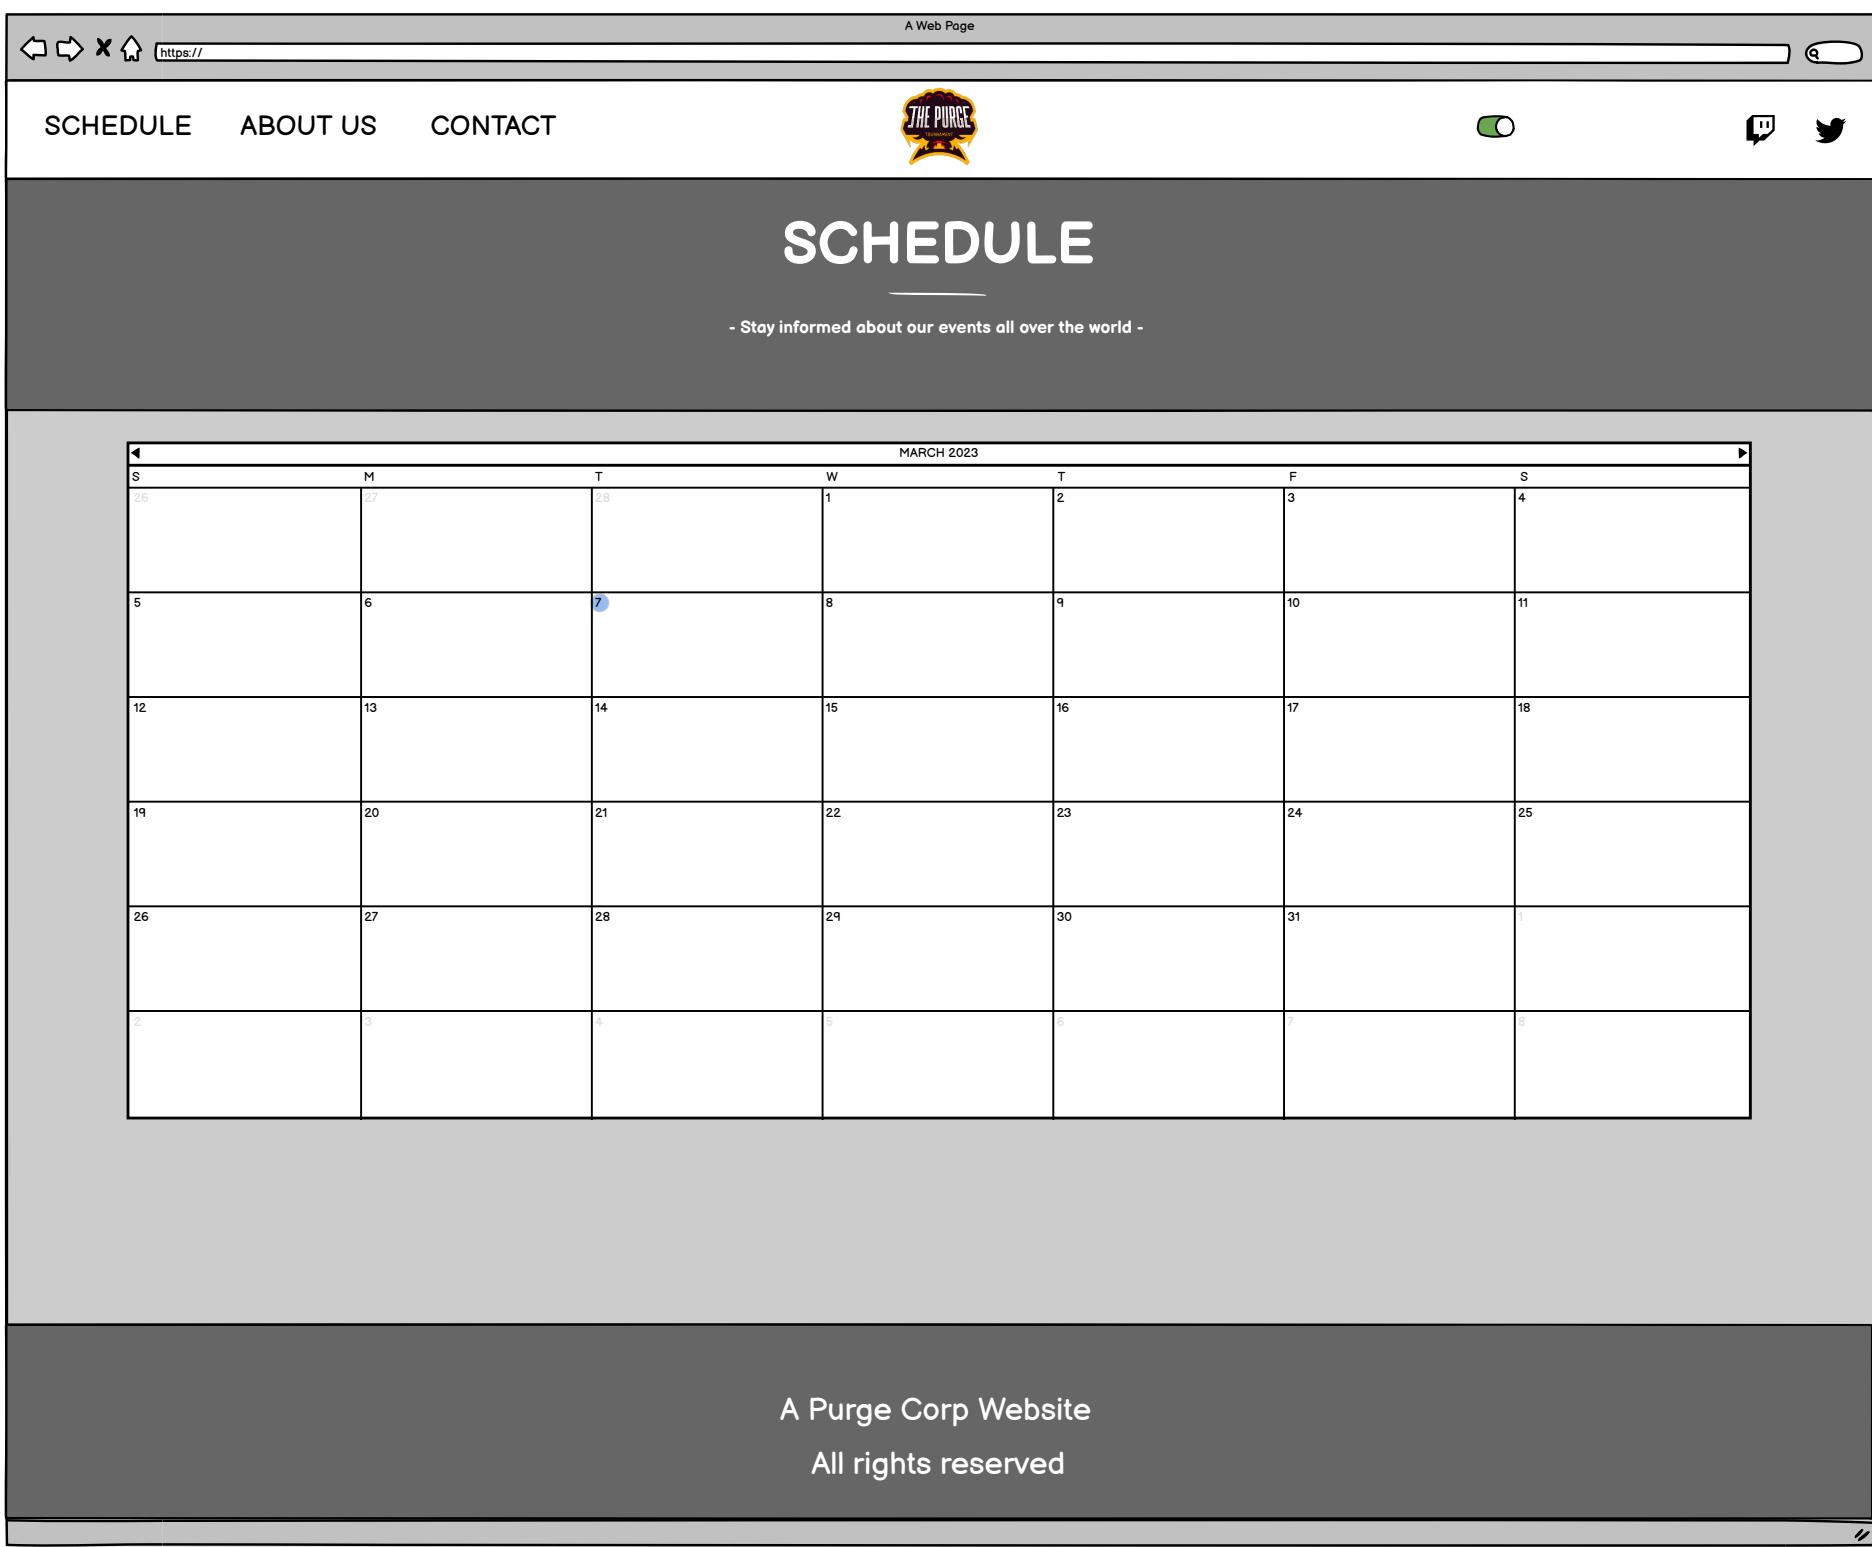 A Web Page
https://
SCHEDULE ABOUT US CONTACT
THE PURGE
TOURNAMENT
SCHEDULE
- Stay informed about our events all over the world -
MARCH 2023
S M T W T F S
26 27 28 1 2 3 4
5 6 7 8 9 10 11
12 13 14 15 16 17 18
19 20 21 22 23 24 25
26 27 28 29 30 31 1
2 3 4 5 6 7 8
A Purge Corp Website
All rights reserved